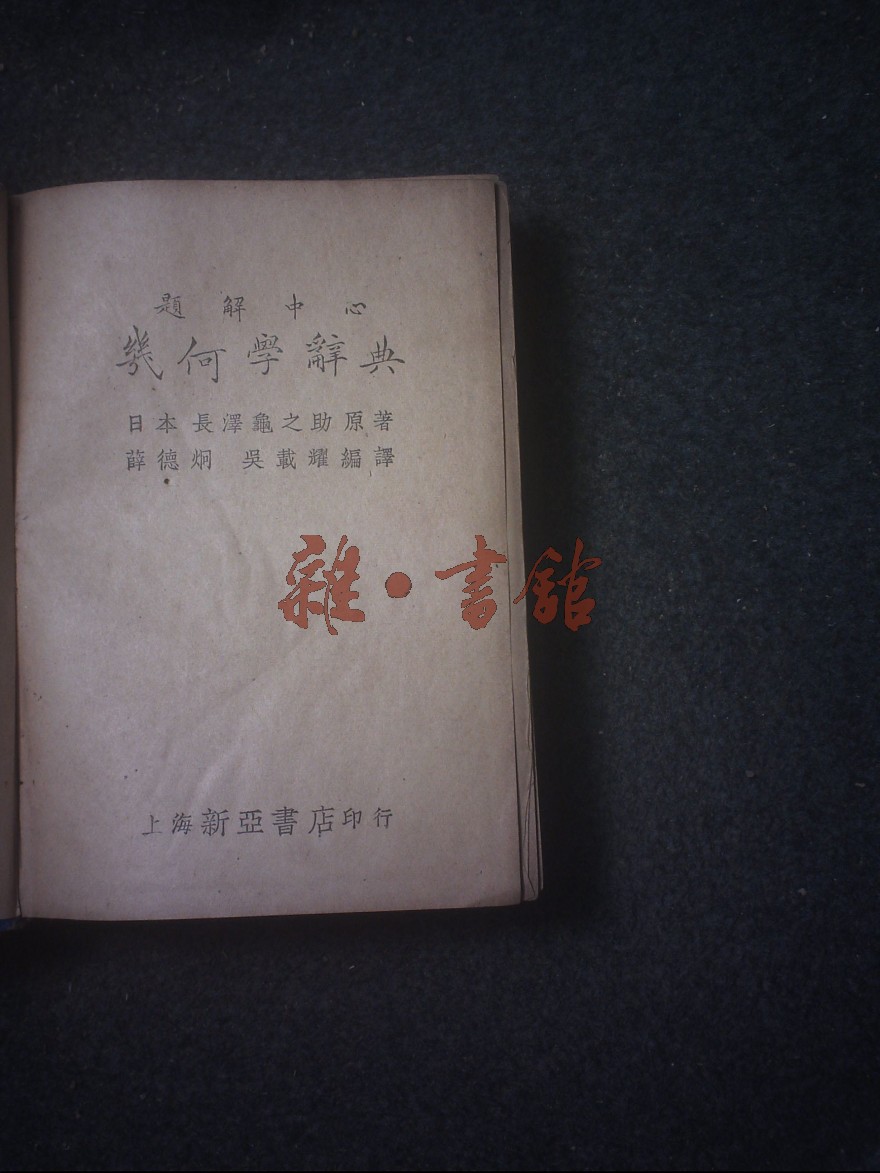 題解中心
幾何學辭典
日本 長澤龜之助原著
薛德炯 吳載耀編譯
雜·書館
上海新亞書店印行